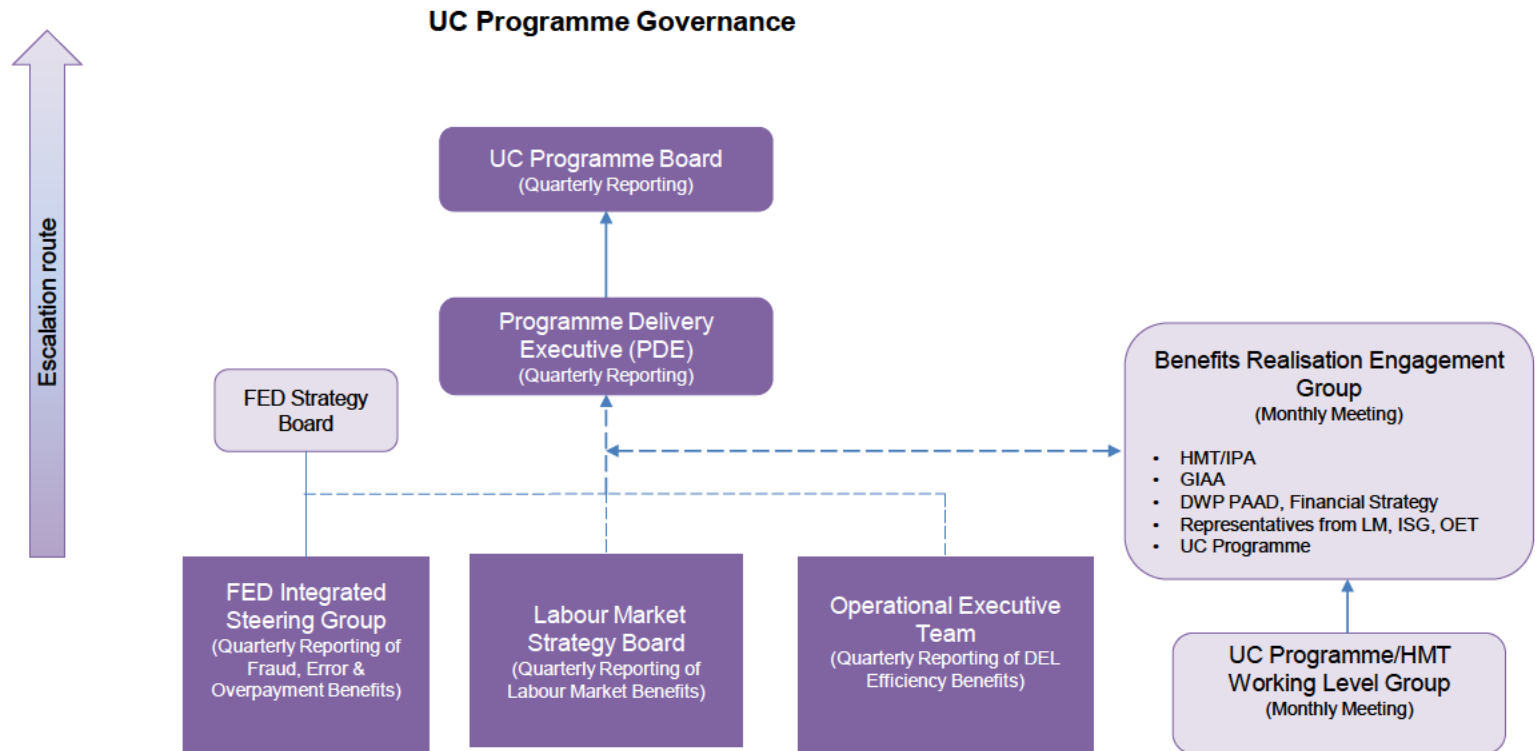 UC Programme Governance
Escalation route
UC Programme Board
(Quarterly Reporting)
Programme Delivery
Executive (PDE)
(Quarterly Reporting)
FED Strategy
Board
Benefits Realisation Engagement
Group
(Monthly Meeting)
• HMT/IPA
• GIAA
• DWP PAAD, Financial Strategy
• Representatives from LM, ISG, OET
• UC Programme
FED Integrated
Steering Group
(Quarterly Reporting of
Fraud, Error &
Overpayment Benefits)
Labour Market
Strategy Board
(Quarterly Reporting of
Labour Market Benefits)
Operational Executive
Team
(Quarterly Reporting of DEL
Efficiency Benefits)
UC Programme/HMT
Working Level Group
(Monthly Meeting)